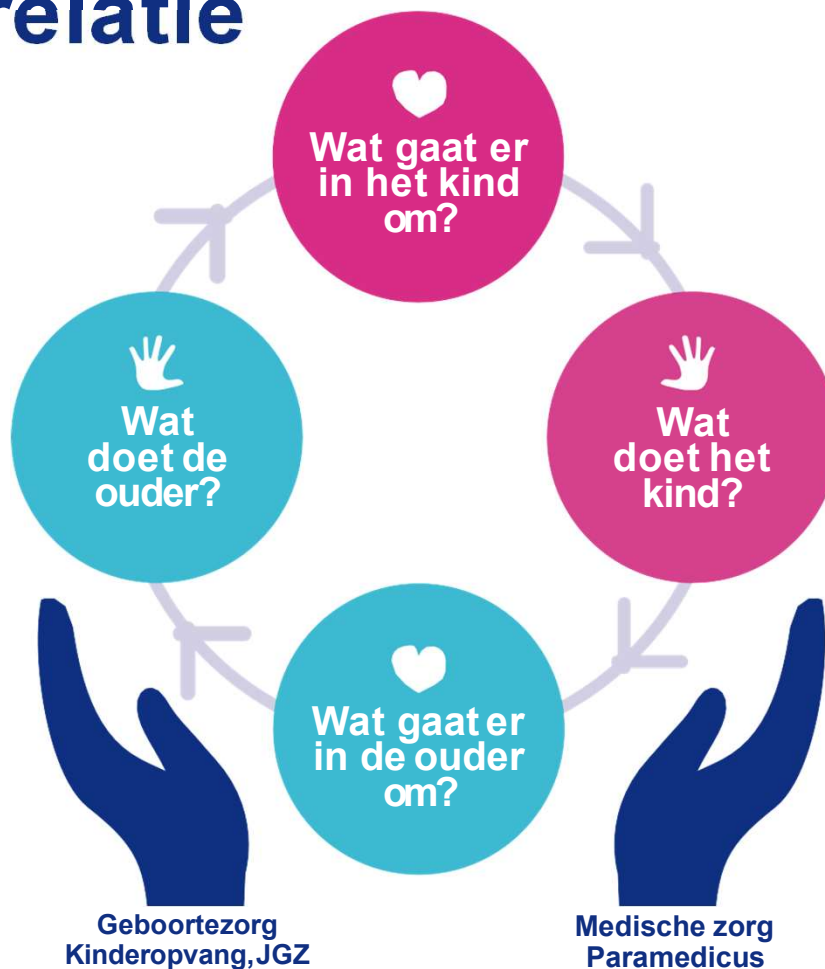 relatie
Wat gaat er
in het kind
om?
Wat
doet de
ouder?
Wat
doet het
kind?
Wat gaat er
in de ouder
om?
Geboortezorg
Kinderopvang, JGZ
Medische zorg
Paramedicus